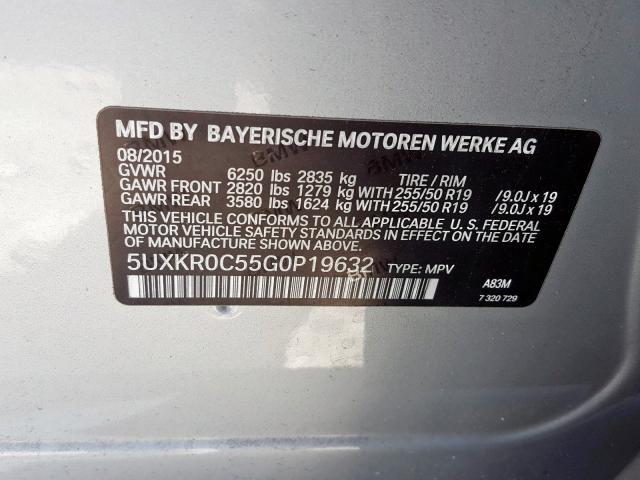 MFD BY BAYERISCHE MOTOREN WERKE AG
08/2015
GVWR 6250 lbs 2835 kg TIRE / RIM
GAWR FRONT 2820 lbs 1279 kg WITH 255/50 R19 /9.0J x 19
GAWR REAR 3580 lbs 1624 kg WITH 255/50 R19 /9.0J x 19
THIS VEHICLE CONFORMS TO ALL APPLICABLE U. S. FEDERAL
MOTOR VEHICLE SAFETY STANDARDS IN EFFECT ON THE
DATE OF MANUFACTURE SHOWN ABOVE.
5UXKR0C55G0P19632 TYPE: MPV
A83M
7 320 729